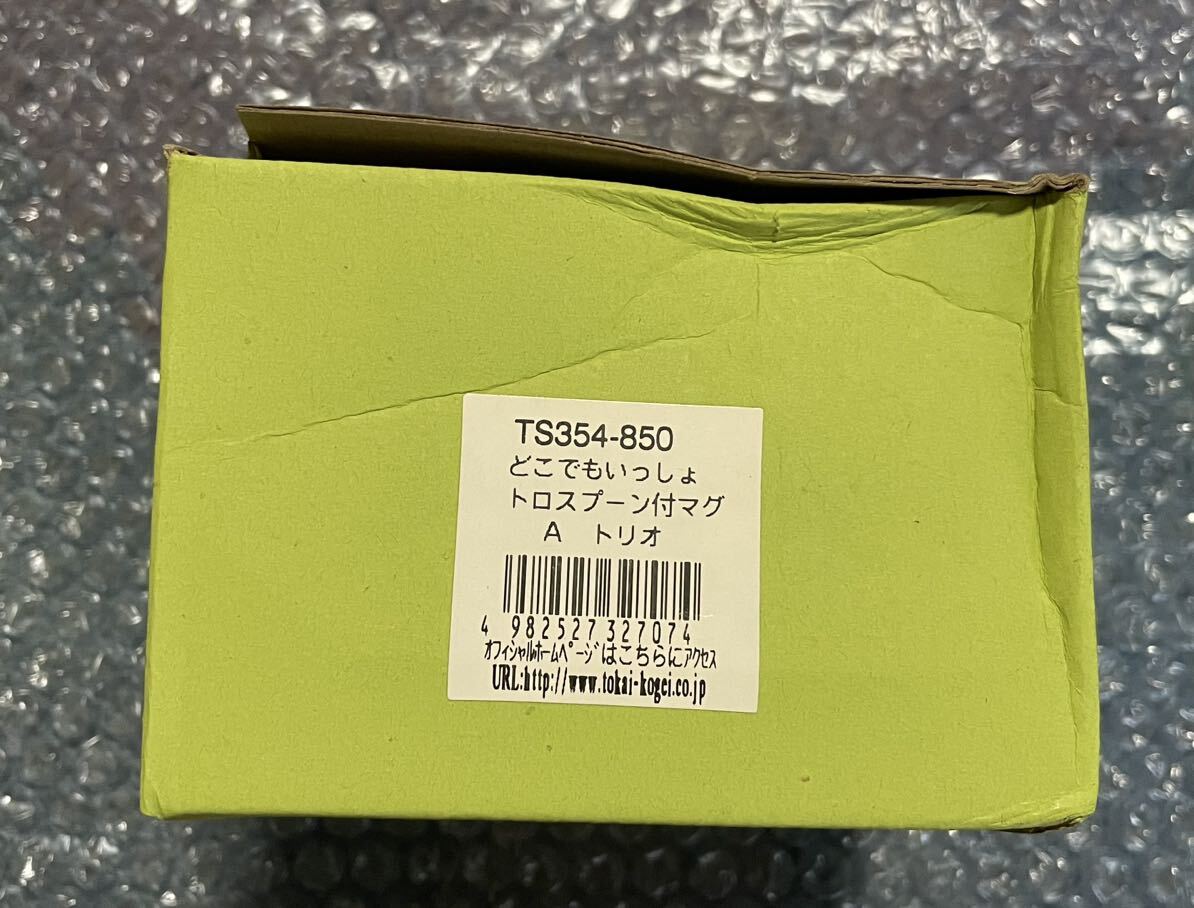 TS354-850
どこでもいっしょ
トロスプーン付マグ
A トリオ
4 982527 327074
オフィシャルホームページはこちらにアクセス
URL:http://www.tokai-kogei.co.jp